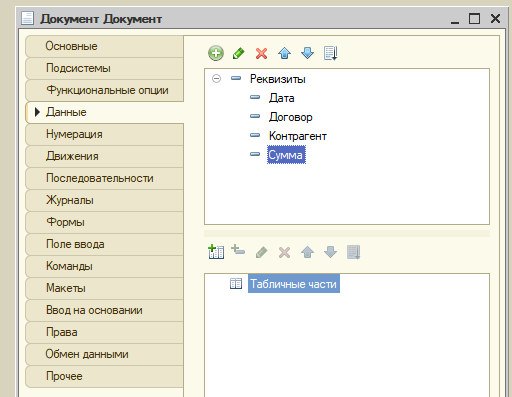 Документ Документ
Основные
Подсистемы
Функциональные опции
Данные
Нумерация
Движения
Последовательности
Журналы
Формы
Поле ввода
Команды
Макеты
Ввод на основании
Права
Обмен данными
Прочее
Реквизиты
Дата
Договор
Контрагент
Сумма
Табличные части